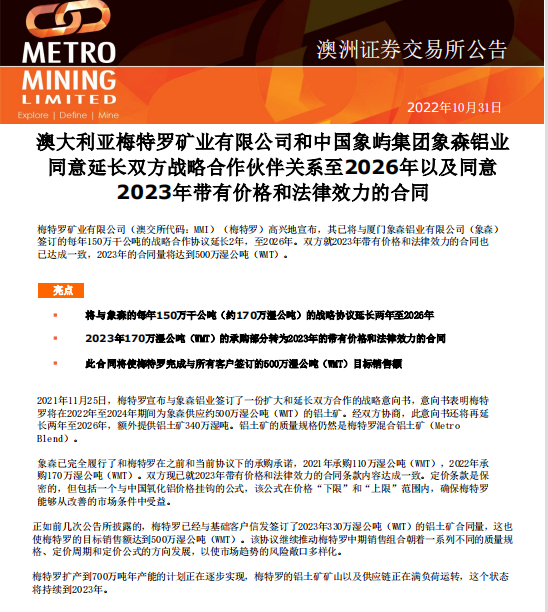 METRO
MINING
LIMITED
Explore | Define | Mine
澳洲证券交易所公告
2022年10月31日
澳大利亚梅特罗矿业有限公司和中国象屿集团象森铝业
同意延长双方战略合作伙伴关系至2026年以及同意
2023年带有价格和法律效力的合同
梅特罗矿业有限公司（澳交所代码：MMI）（梅特罗）高兴地宣布，其已将与厦门象森铝业有限公司（象森）
签订的每年150万干公吨的战略合作协议延长2年，至2026年。双方就2023年带有价格和法律效力的合同也
已达成一致，2023年的合同量将达到500万湿公吨（WMT）。
亮点
▪ 将与象森的每年150万干公吨（约170万湿公吨）的战略协议延长两年至2026年
▪ 2023年170万湿公吨（WMT）的承购部分转为2023年的带有价格和法律效力的合同
▪ 此合同将使梅特罗完成与所有客户签订的500万湿公吨（WMT）目标销售额
2021年11月25日，梅特罗宣布与象森铝业签订了一份扩大和延长双方合作的战略意向书，意向书表明梅特
罗将在2022年至2024年期间为象森供应约500万湿公吨（WMT）的铝土矿。经双方协商，此意向书还将再延
长两年至2026年，额外提供铝土矿340万湿吨。铝土矿的质量规格仍然是梅特罗混合铝土矿（Metro
Blend）。
象森已完全履行了和梅特罗在之前和当前协议下的承购承诺，2021年承购110万湿公吨（WMT），2022年承
购170万湿公吨（WMT）。双方现已就2023年带有价格和法律效力的合同条款内容达成一致。定价条款是保
密的，但包括一个与中国氧化铝价格挂钩的公式，该公式在价格“下限”和“上限”范围内，确保梅特罗
能够从改善的市场条件中受益。
正如前几次公告所披露的，梅特罗已经与基础客户信发签订了2023年330万湿公吨（WMT）的铝土矿合同量，这也
使梅特罗的目标销售额达到500万湿公吨（WMT）。该协议继续推动梅特罗中期销售组合朝着一系列不同的质量规
格、定价周期和定价公式的方向发展，以使市场趋势的风险敞口多样化。
梅特罗扩产到700万吨年产能的计划正在逐步实现，梅特罗的铝土矿矿山以及供应链正在满负荷运转，这个状态
将持续到2023年。